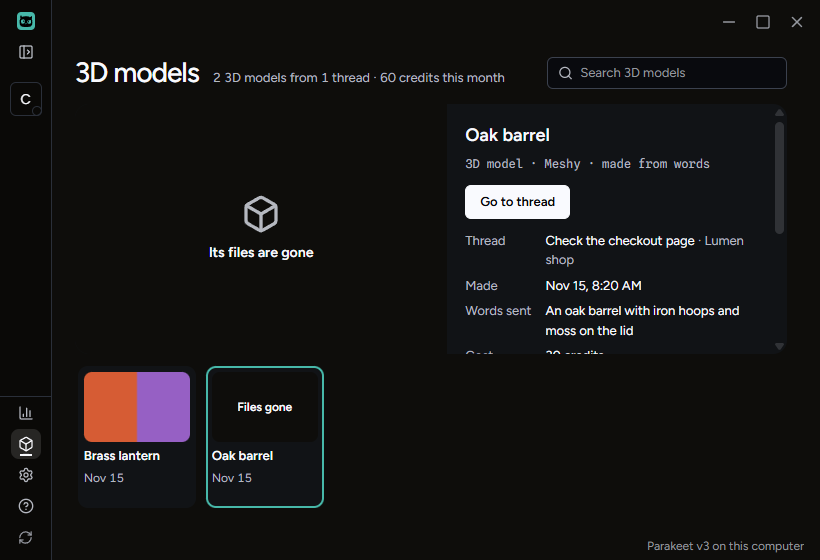 3D models
2 3D models from 1 thread · 60 credits this month
Search 3D models
C
Its files are gone
Oak barrel
3D model · Meshy · made from words
Go to thread
Thread
Check the checkout page · Lumen
shop
Made
Nov 15, 8:20 AM
Words sent
An oak barrel with iron hoops and
moss on the lid
Files gone
Brass lantern
Nov 15
Oak barrel
Nov 15
Parakeet v3 on this computer